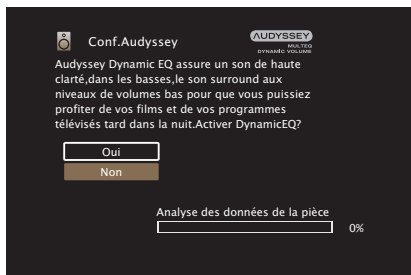 Conf.Audyssey
AUDYSSEY
MULTEQ
DYNAMIC VOLUME
Audyssey Dynamic EQ assure un son de haute
clarté,dans les basses,le son surround aux
niveaux de volumes bas pour que vous puissiez
profiter de vos films et de vos programmes
télévisés tard dans la nuit.Activer DynamicEQ?
Oui
Non
Analyse des données de la pièce
0%